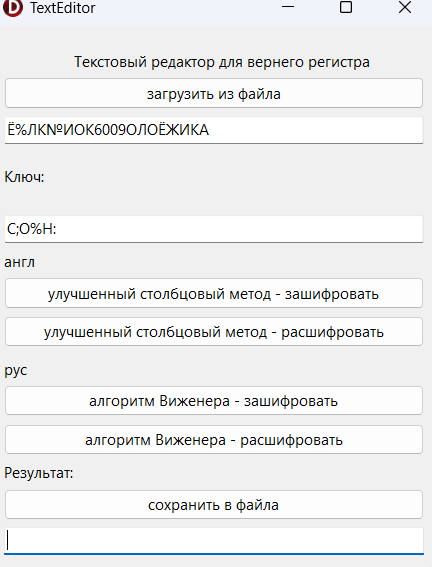 TextEditor
Текстовый редактор для вернего регистра
загрузить из файла
Ё%ЛК№ИОК6009ОЛОЁЖИКА
Ключ:
С;О%Н:
англ
улучшенный столбцовый метод - зашифровать
улучшенный столбцовый метод - расшифровать
рус
алгоритм Виженера - зашифровать
алгоритм Виженера - расшифровать
Результат:
сохранить в файла